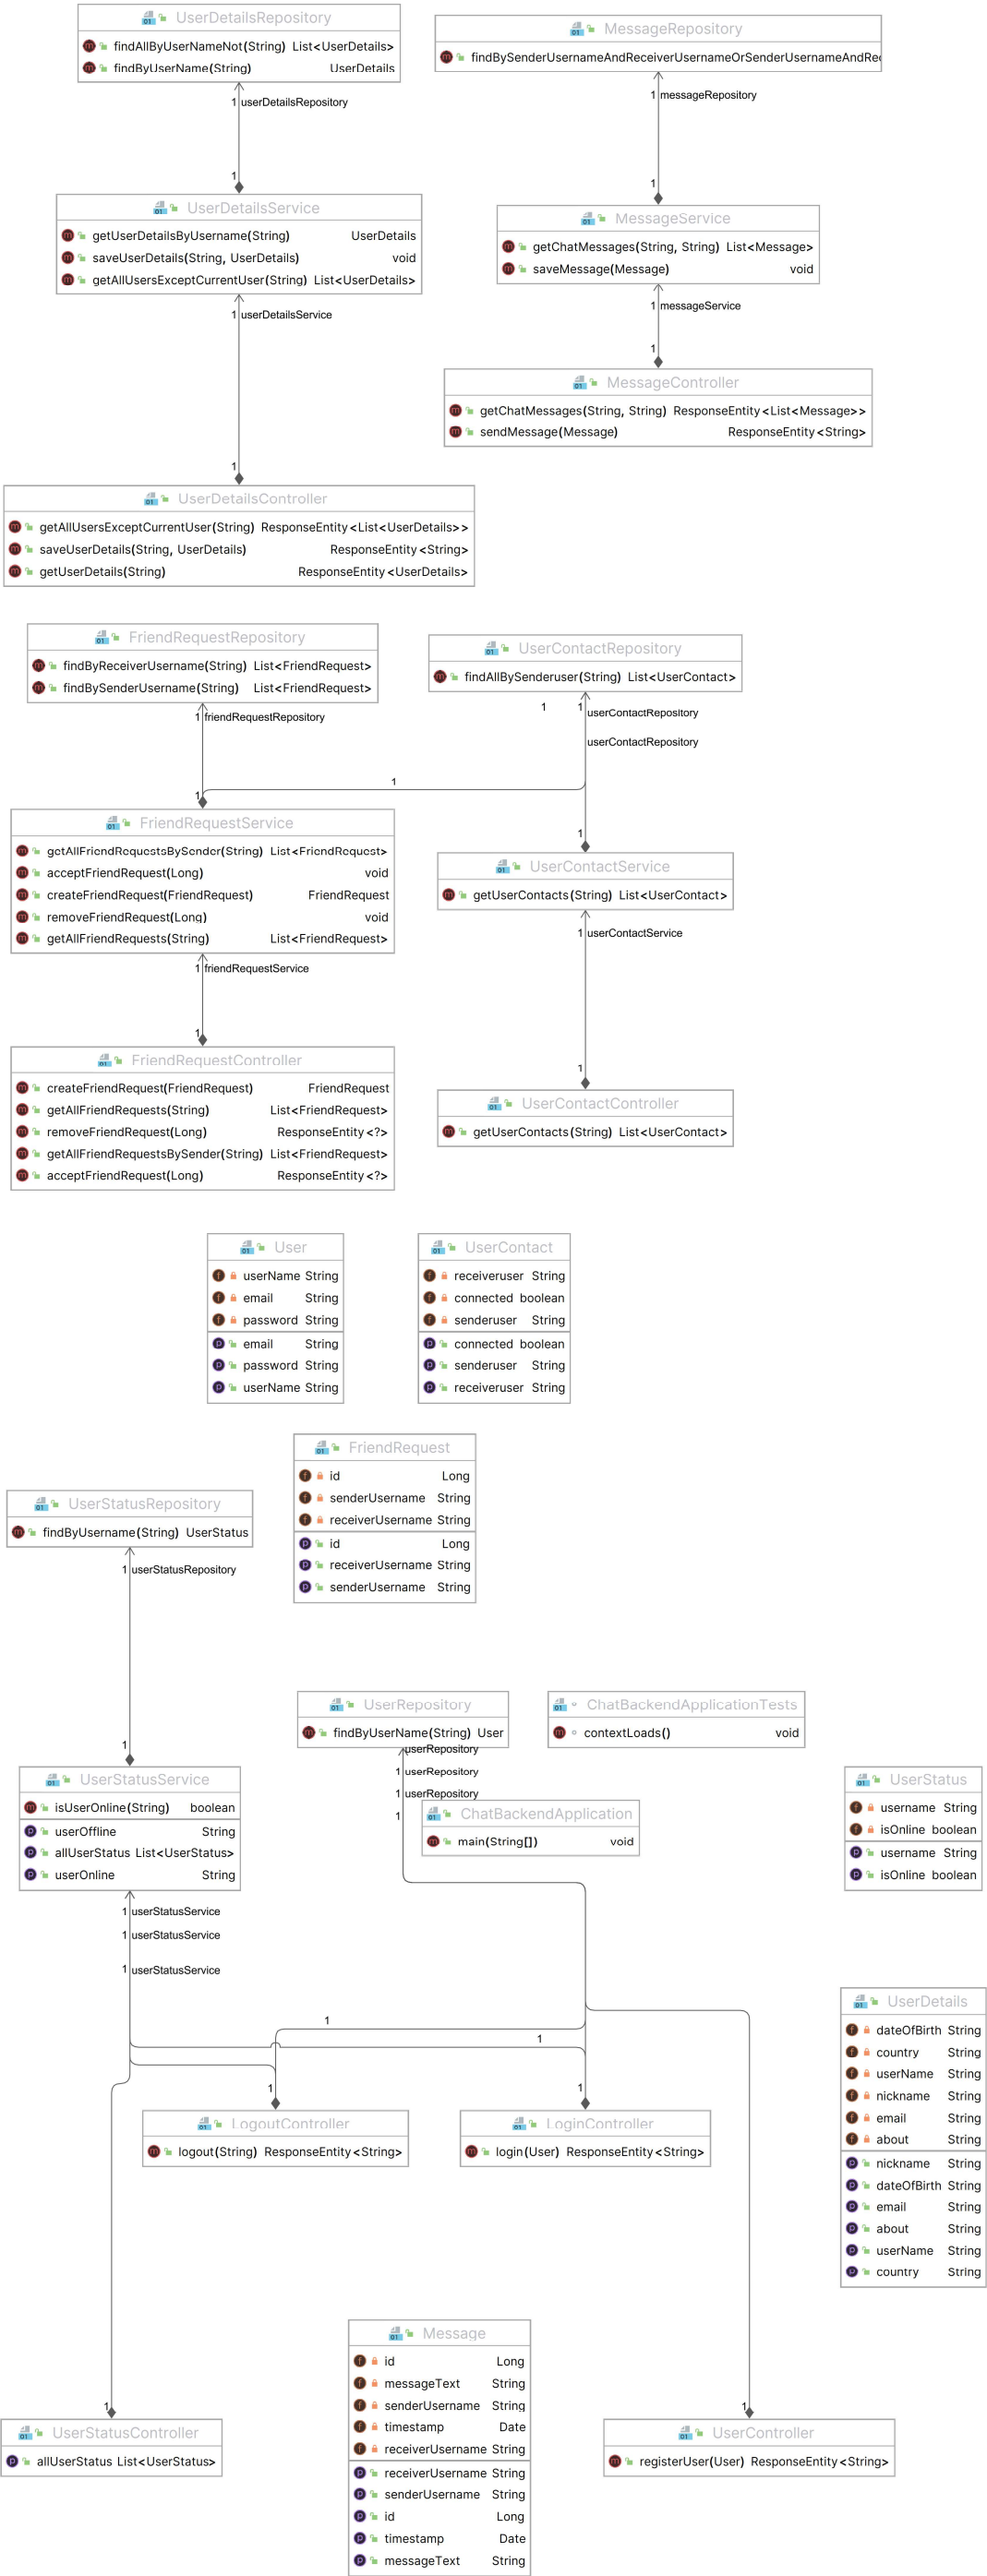 UserDetailsRepository
findAllByUserNameNot(String) List<UserDetails>
findByUserName(String) UserDetails
1 userDetailsRepository
1
UserDetailsService
getUserDetailsByUsername(String) UserDetails
saveUserDetails(String, UserDetails) void
getAllUsersExceptCurrentUser(String) List<UserDetails>
1 userDetailsService
1
UserDetailsController
getAllUsersExceptCurrentUser(String) ResponseEntity<List<UserDetails>>
saveUserDetails(String, UserDetails) ResponseEntity<String>
getUserDetails(String) ResponseEntity<UserDetails>
MessageRepository
findBySenderUsernameAndReceiverUsernameOrSenderUsernameAndRe
1 messageRepository
1
MessageService
getChatMessages(String, String) List<Message>
saveMessage(Message) void
1 messageService
1
MessageController
getChatMessages(String, String) ResponseEntity<List<Message>>
sendMessage(Message) ResponseEntity<String>
FriendRequestRepository
findByReceiverUsername(String) List<FriendRequest>
findBySenderUsername(String) List<FriendRequest>
1 friendRequestRepository
1
1
FriendRequestService
getAllFriendRequestsBySender(String) List<FriendRequest>
acceptFriendRequest(Long) void
createFriendRequest(FriendRequest) FriendRequest
removeFriendRequest(Long) void
getAllFriendRequests(String) List<FriendRequest>
1 friendRequestService
1
FriendRequestController
createFriendRequest(FriendRequest) FriendRequest
getAllFriendRequests(String) List<FriendRequest>
removeFriendRequest(Long) ResponseEntity<?>
getAllFriendRequestsBySender(String) List<FriendRequest>
acceptFriendRequest(Long) ResponseEntity<?>
UserContactRepository
findAllBySenderuser(String) List<UserContact>
1 1 userContactRepository
userContactRepository
1
UserContactService
getUserContacts(String) List<UserContact>
1 userContactService
1
UserContactController
getUserContacts(String) List<UserContact>
User
userName String
email String
password String
email String
password String
userName String
UserContact
receiveruser String
connected boolean
senderuser String
connected boolean
senderuser String
receiveruser String
FriendRequest
id Long
senderUsername String
receiverUsername String
id Long
receiverUsername String
senderUsername String
UserStatusRepository
findByUsername(String) UserStatus
1 userStatusRepository
1
UserStatusService
isUserOnline(String) boolean
userOffline String
allUserStatus List<UserStatus>
userOnline String
1 userStatusService
1 userStatusService
1 userStatusService
UserRepository
findByUserName(String) User
userRepository
1 userRepository
1 userRepository
1
ChatBackendApplicationTests
contextLoads() void
ChatBackendApplication
main(String[]) void
UserStatus
username String
isOnline boolean
username String
isOnline boolean
UserDetails
dateOfBirth String
country String
userName String
nickname String
email String
about String
nickname String
dateOfBirth String
email String
about String
userName String
country String
1
1
1
1
LogoutController
logout(String) ResponseEntity<String>
LoginController
login(User) ResponseEntity<String>
Message
id Long
messageText String
senderUsername String
timestamp Date
receiverUsername String
receiverUsername String
senderUsername String
id Long
timestamp Date
messageText String
1
UserStatusController
allUserStatus List<UserStatus>
1
UserController
registerUser(User) ResponseEntity<String>